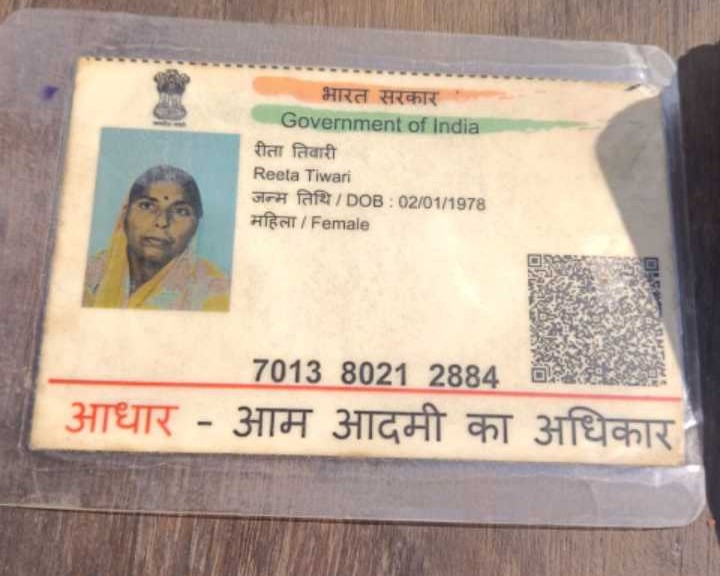 भारत सरकार
Government of India
रीता तिवारी
Reeta Tiwari
जन्म तिथि / DOB : 02/01/1978
महिला / Female
7013 8021 2884
आधार - आम आदमी का अधिकार